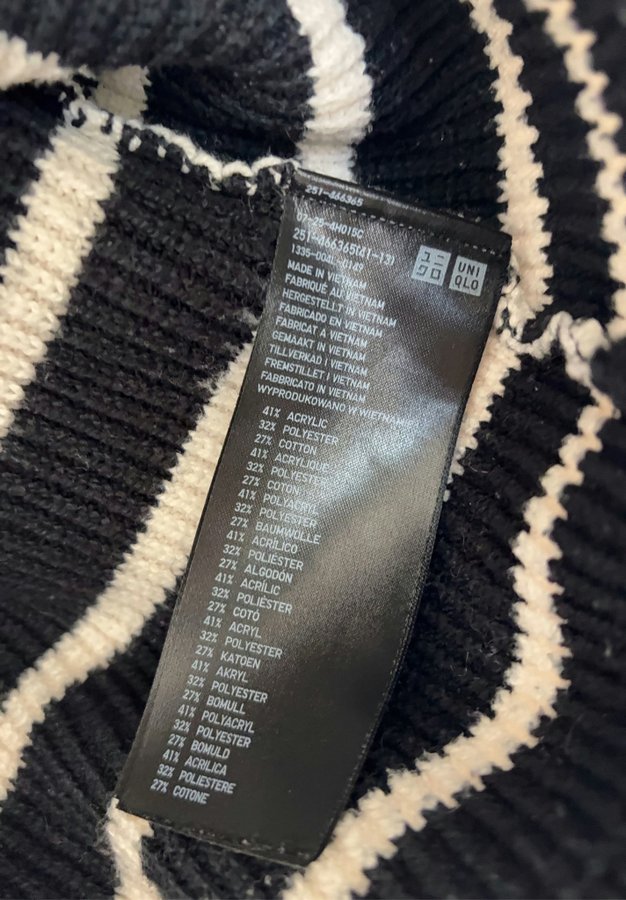 251-466365
07-25-4H015C
251-466365(41-13)
ユニ
クロ
UNI
QLO
MADE IN VIETNAM
FABRIQUÉ AU VIETNAM
HERGESTELLT IN VIETNAM
FABRICADO EN VIETNAM
FABRICAT A VIETNAM
GEMAAKT IN VIETNAM
TILLVERKAD I VIETNAM
FREMSTILLET I VIETNAM
FABBRICATO IN VIETNAM
WYPRODUKOWANO W WIETNAMIE
41% ACRYLIC
32% POLYESTER
27% COTTON
41% ACRYLIQUE
32% POLYESTER
27% COTON
41% POLYACRYL
32% POLYESTER
27% BAUMWOLLE
41% ACRÍLICO
32% POLIÉSTER
27% ALGODÓN
41% ACRÍLIC
32% POLIÈSTER
27% COTÓ
41% ACRYL
32% POLYESTER
27% KATOEN
41% AKRYL
32% POLYESTER
27% BOMULL
41% POLYACRYL
32% POLYESTER
27% BOMULD
41% ACRILICA
32% POLIESTERE
27% COTONE